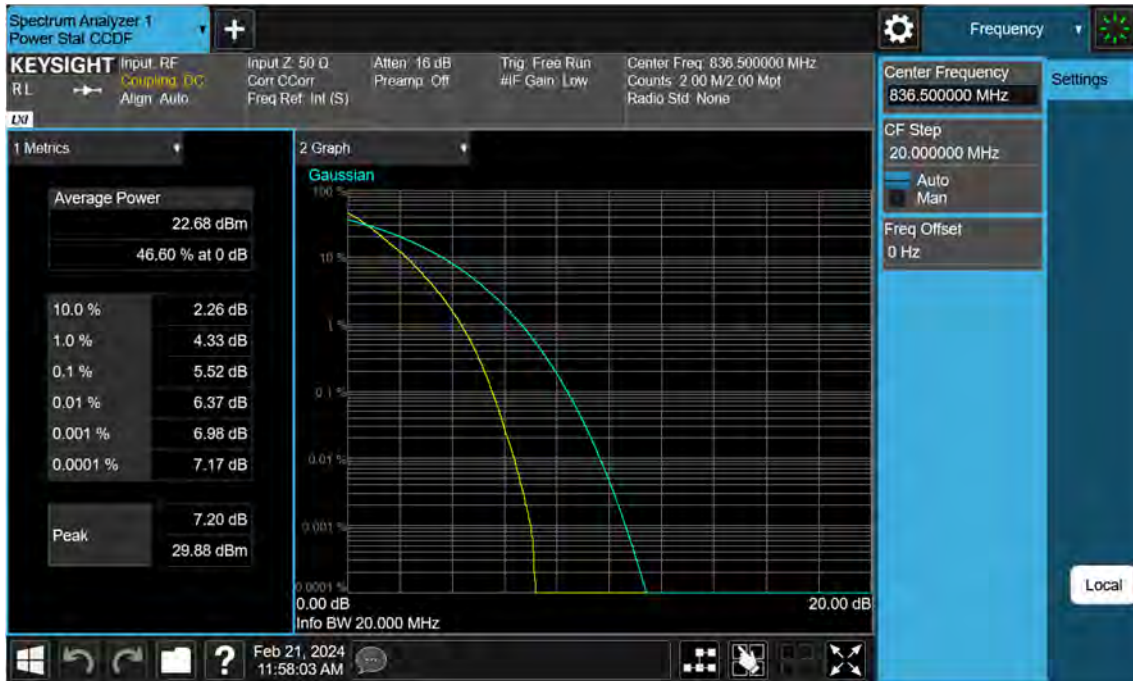 Spectrum Analyzer 1
Power Stat CCDF
Frequency
KEYSIGHT
RL
LXI
Input: RF
Coupling: DC
Align: Auto
Input Z: 50 Ω
Corr CCorr
Freq Ref: Int (S)
Atten: 16 dB
Preamp: Off
Trig: Free Run
#IF Gain: Low
Center Freq: 836.500000 MHz
Counts: 2.00 M/2.00 Mpt
Radio Std: None
Center Frequency
836.500000 MHz
Settings
CF Step
20.000000 MHz
Auto
Man
Freq Offset
0 Hz
1 Metrics
Average Power
22.68 dBm
46.60 % at 0 dB
10.0 % 2.26 dB
1.0 % 4.33 dB
0.1 % 5.52 dB
0.01 % 6.37 dB
0.001 % 6.98 dB
0.0001 % 7.17 dB
Peak
7.20 dB
29.88 dBm
2 Graph
Gaussian
100 %
10 %
1 %
0.1 %
0.01 %
0.001 %
0.0001 %
0.00 dB 20.00 dB
Info BW 20.000 MHz
Local
? Feb 21, 2024
11:58:03 AM